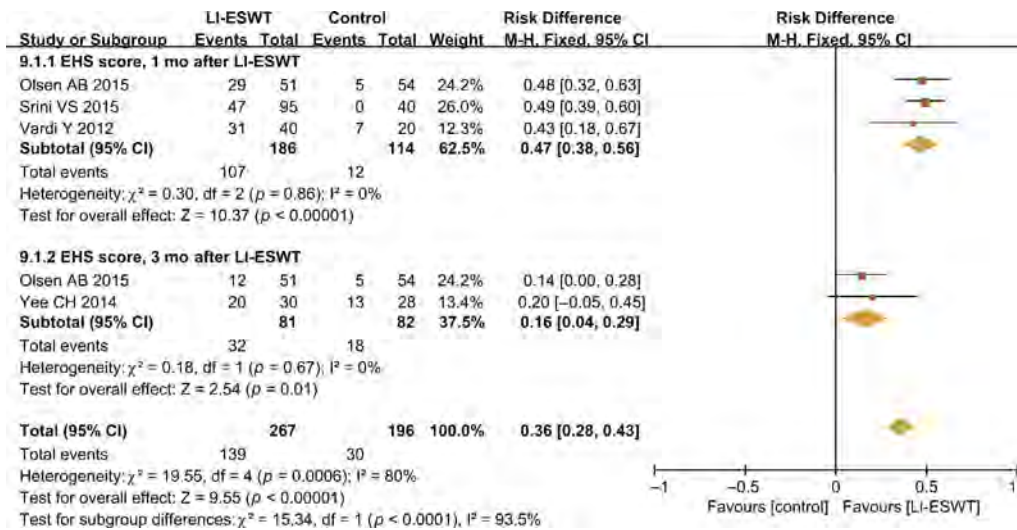 LI-ESWT Control Risk Difference Risk Difference
Study or Subgroup Events Total Events Total Weight M-H, Fixed, 95% CI M-H, Fixed, 95% CI
9.1.1 EHS score, 1 mo after LI-ESWT
Olsen AB 2015 29 51 5 54 24.2% 0.48 [0.32, 0.63]
Srini VS 2015 47 95 0 40 26.0% 0.49 [0.39, 0.60]
Vardi Y 2012 31 40 7 20 12.3% 0.43 [0.18, 0.67]
Subtotal (95% CI) 186 114 62.5% 0.47 [0.38, 0.56]
Total events 107 12
Heterogeneity: χ² = 0.30, df = 2 (p = 0.86); I² = 0%
Test for overall effect: Z = 10.37 (p < 0.00001)
9.1.2 EHS score, 3 mo after LI-ESWT
Olsen AB 2015 12 51 5 54 24.2% 0.14 [0.00, 0.28]
Yee CH 2014 20 30 13 28 13.4% 0.20 [−0.05, 0.45]
Subtotal (95% CI) 81 82 37.5% 0.16 [0.04, 0.29]
Total events 32 18
Heterogeneity: χ² = 0.18, df = 1 (p = 0.67); I² = 0%
Test for overall effect: Z = 2.54 (p = 0.01)
Total (95% CI) 267 196 100.0% 0.36 [0.28, 0.43]
Total events 139 30
Heterogeneity: χ² = 19.55, df = 4 (p = 0.0006); I² = 80%
Test for overall effect: Z = 9.55 (p < 0.00001)
Test for subgroup differences: χ² = 15.34, df = 1 (p < 0.0001), I² = 93.5%
−1 −0.5 0 0.5 1
Favours [control] Favours [LI-ESWT]